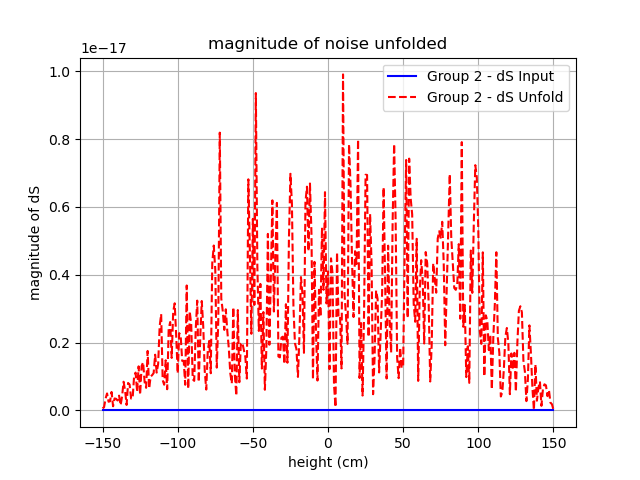 magnitude of noise unfolded
1e−17
Group 2 - dS Input
Group 2 - dS Unfold
1.0
0.8
0.6
0.4
0.2
0.0
magnitude of dS
−150 −100 −50 0 50 100 150
height (cm)